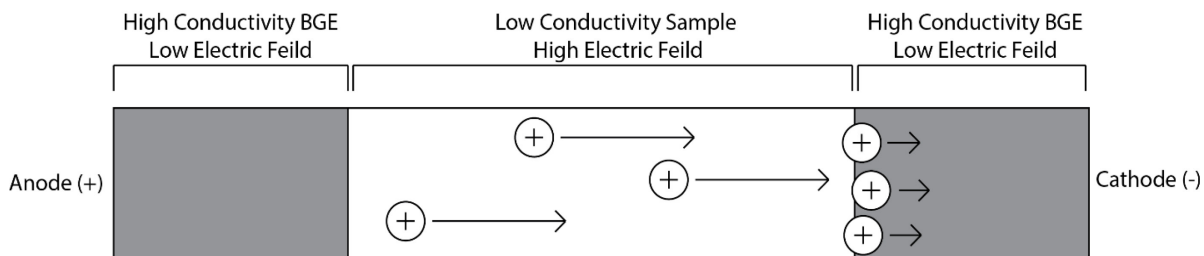 High Conductivity BGE
Low Electric Feild
Low Conductivity Sample
High Electric Feild
High Conductivity BGE
Low Electric Feild
Anode (+)
+
+
+
+
+
+
Cathode (-)